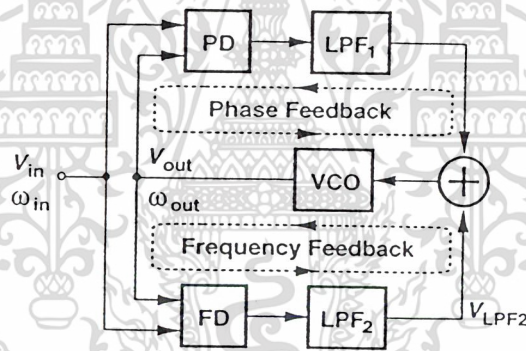 PD
LPF₁
Phase Feedback
Vin
Vout
VCO
ωin
ωout
Frequency Feedback
FD
LPF₂
VLPF2